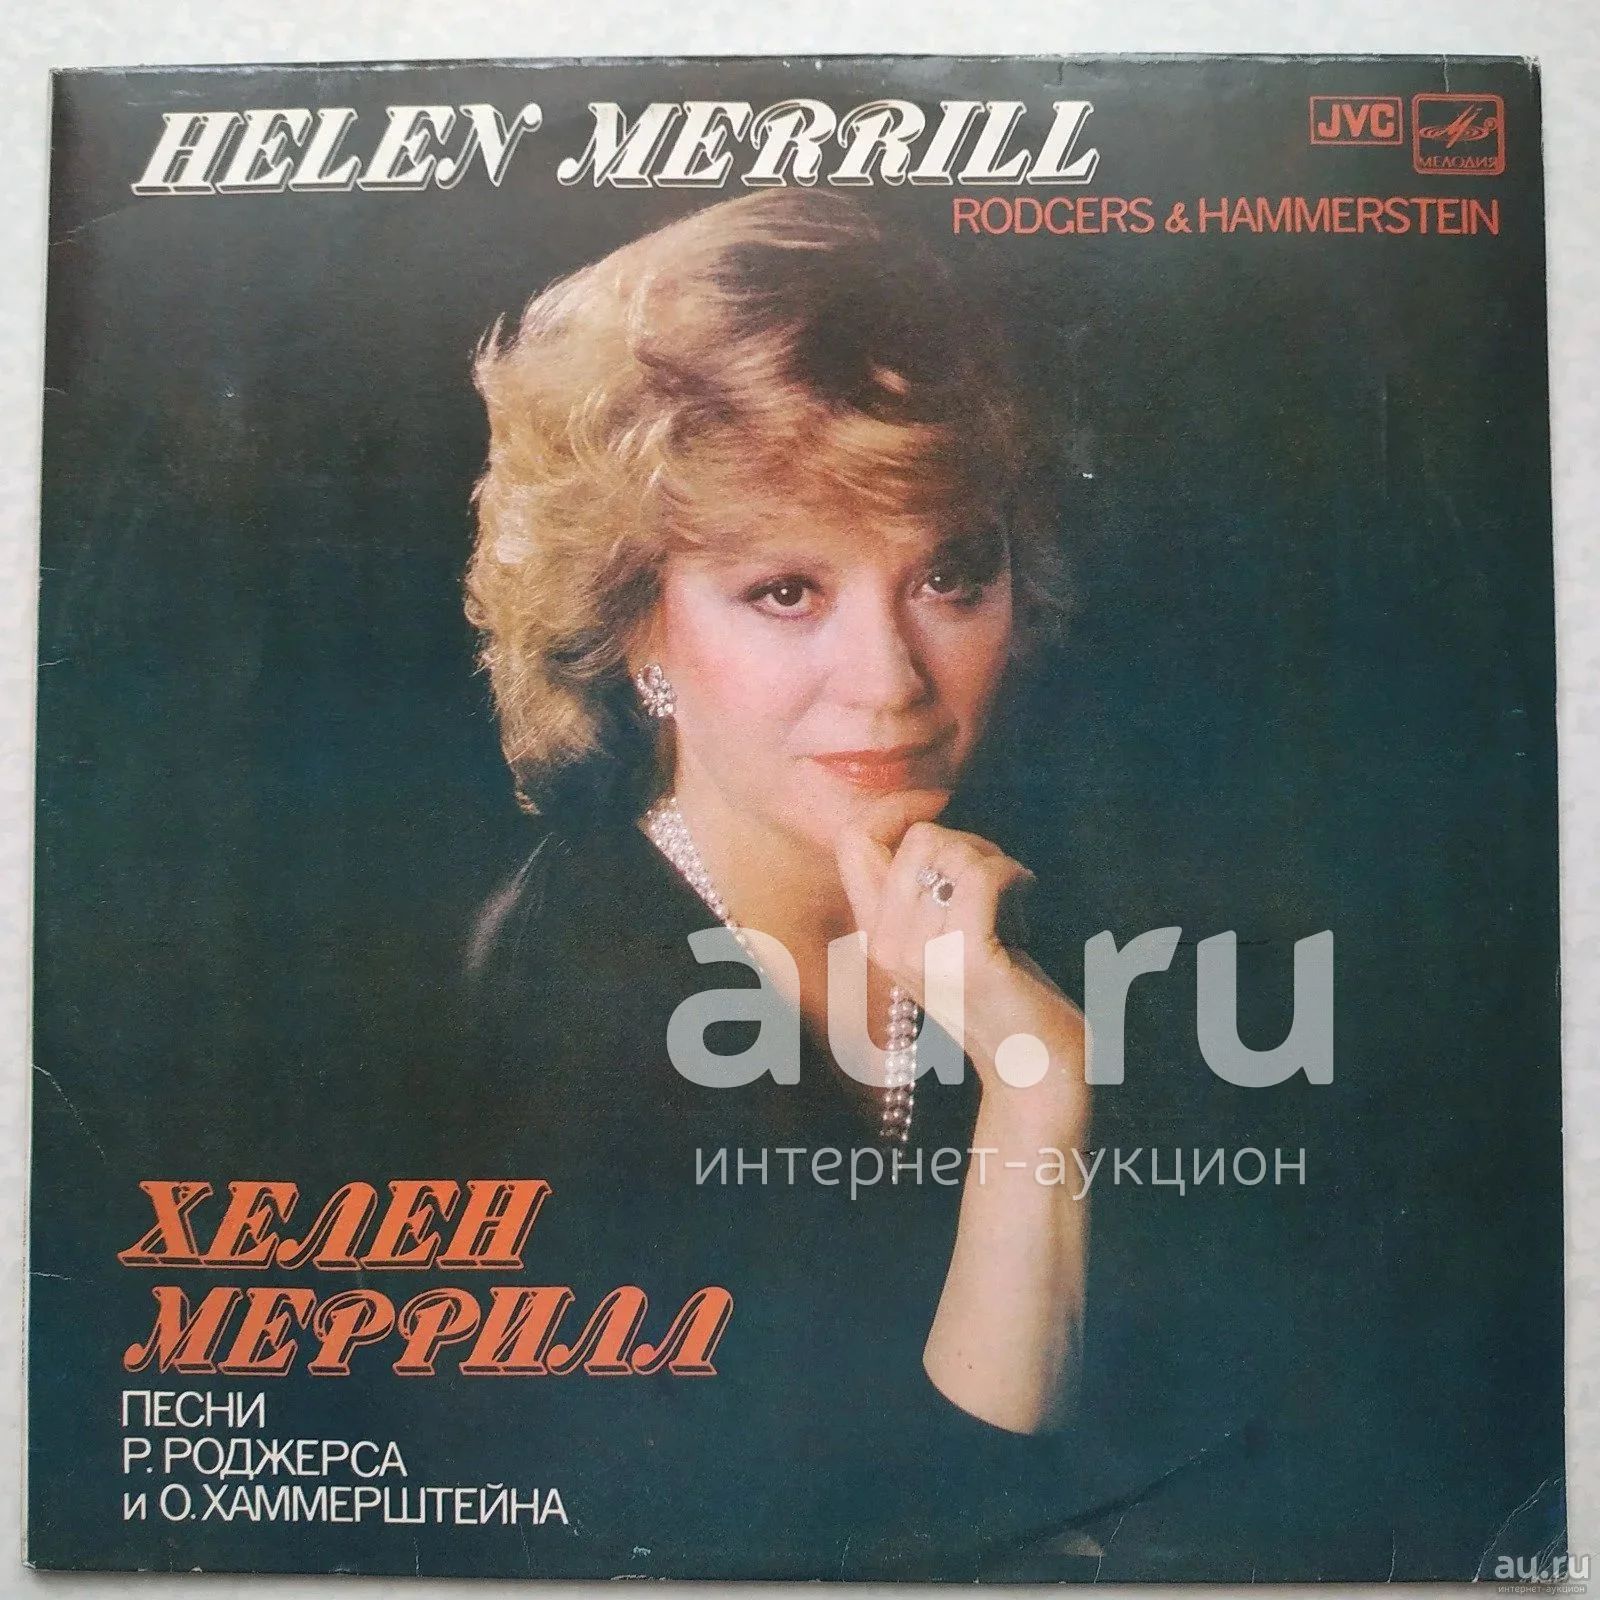 HELEN MERRILL
JVC
МЕЛОДИЯ
RODGERS & HAMMERSTEIN
au.ru
интернет-аукцион
ХЕЛЕН
МЕРРИЛЛ
ПЕСНИ
Р. РОДЖЕРСА
И О. ХАММЕРШТЕЙНА
au.ru
интернет-аукцион